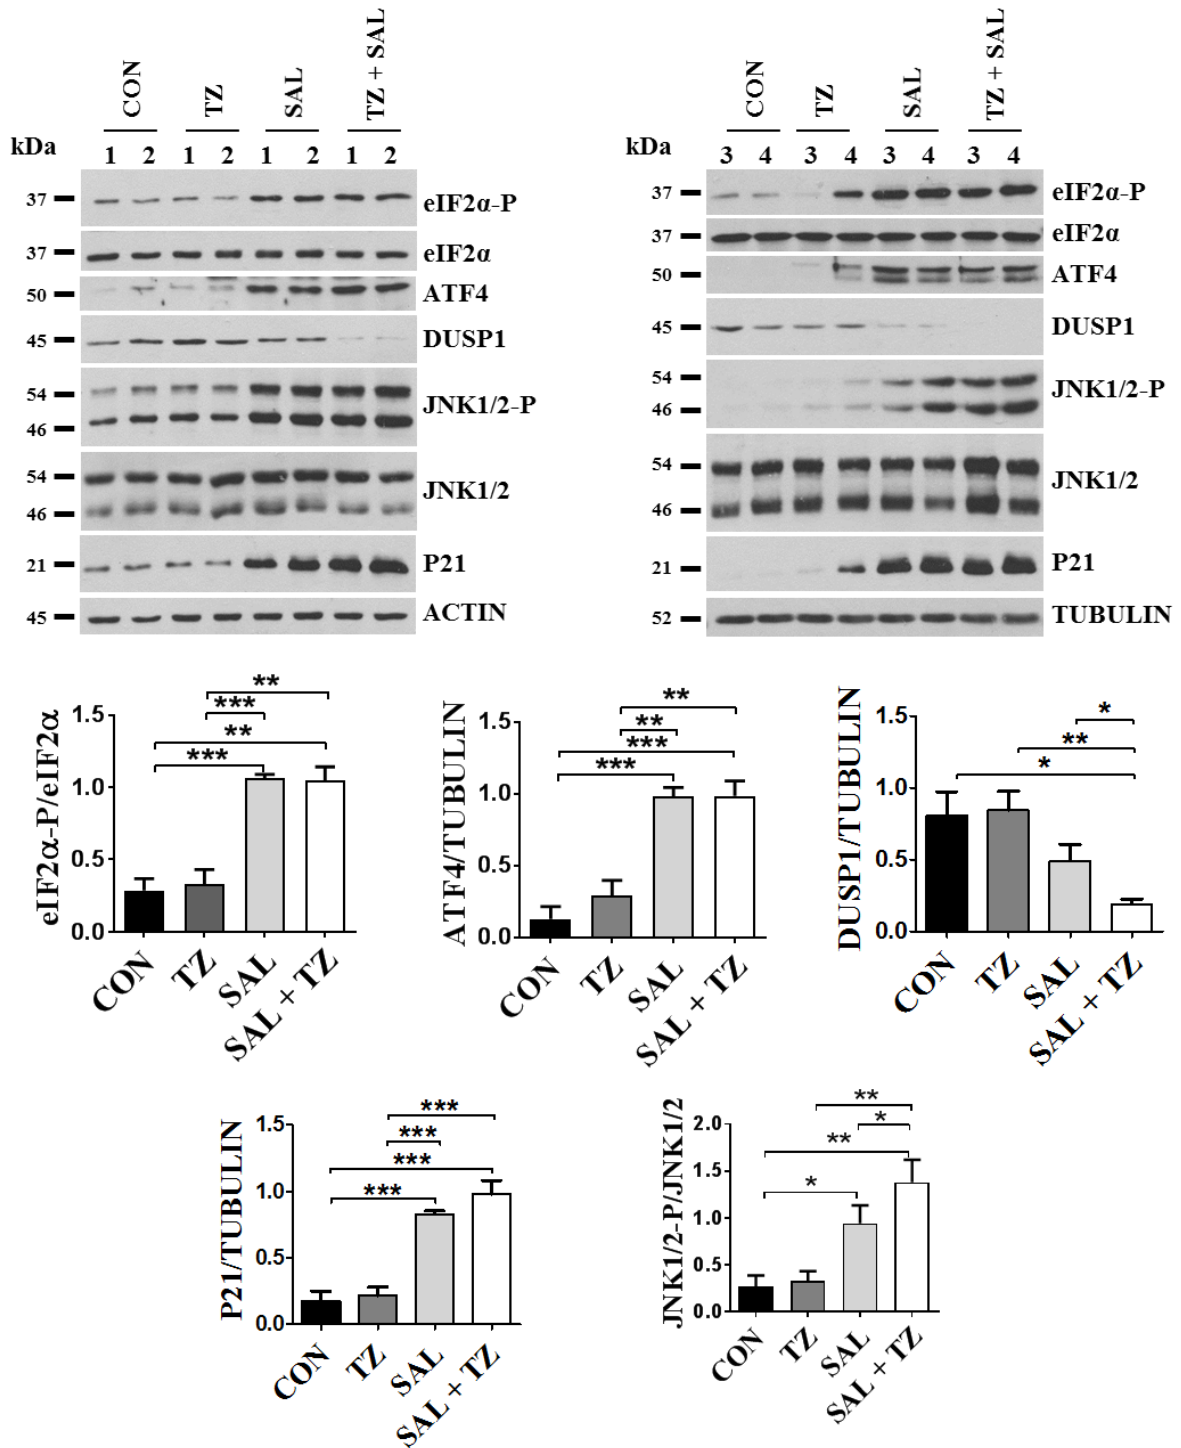 CON TZ SAL TZ + SAL
kDa 1 2 1 2 1 2 1 2
37 eIF2α-P
37 eIF2α
50 ATF4
45 DUSP1
54 JNK1/2-P
46
54 JNK1/2
46
21 P21
45 ACTIN
CON TZ SAL TZ + SAL
kDa 3 4 3 4 3 4 3 4
37 eIF2α-P
37 eIF2α
50 ATF4
45 DUSP1
54 JNK1/2-P
46
54 JNK1/2
46
21 P21
52 TUBULIN
eIF2α-P/eIF2α
1.5
1.0
0.5
0.0
**
***
**
***
CON TZ SAL SAL + TZ
ATF4/TUBULIN
1.5
1.0
0.5
0.0
**
**
***
***
CON TZ SAL SAL + TZ
DUSP1/TUBULIN
1.5
1.0
0.5
0.0
*
**
*
CON TZ SAL SAL + TZ
P21/TUBULIN
1.5
1.0
0.5
0.0
***
***
***
***
CON TZ SAL SAL + TZ
JNK1/2-P/JNK1/2
2.0
1.5
1.0
0.5
0.0
**
*
**
*
CON TZ SAL SAL + TZ